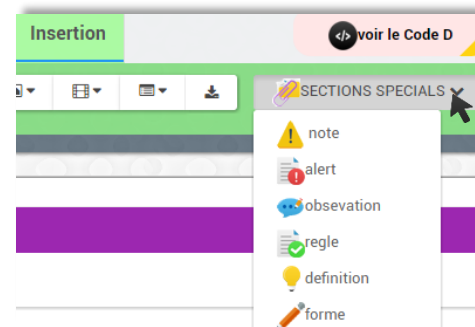 Insertion
</> voir le Code D
SECTIONS SPECIALS
note
alert
obsevation
regle
definition
forme